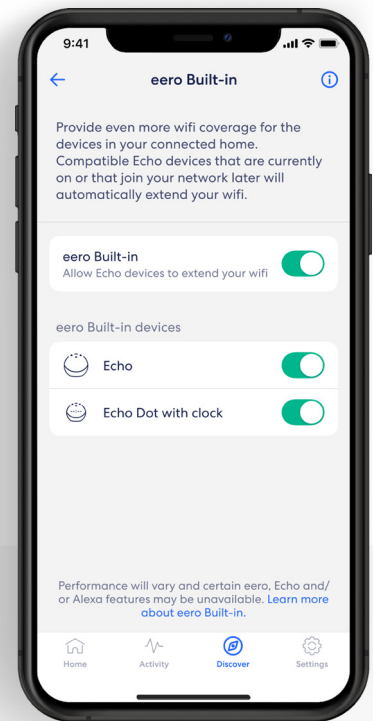 9:41
eero Built-in
Provide even more wifi coverage for the
devices in your connected home.
Compatible Echo devices that are currently
on or that join your network later will
automatically extend your wifi.
eero Built-in
Allow Echo devices to extend your wifi
eero Built-in devices
Echo
Echo Dot with clock
Performance will vary and certain eero, Echo and/
or Alexa features may be unavailable. Learn more
about eero Built-in.
Home
Activity
Discover
Settings